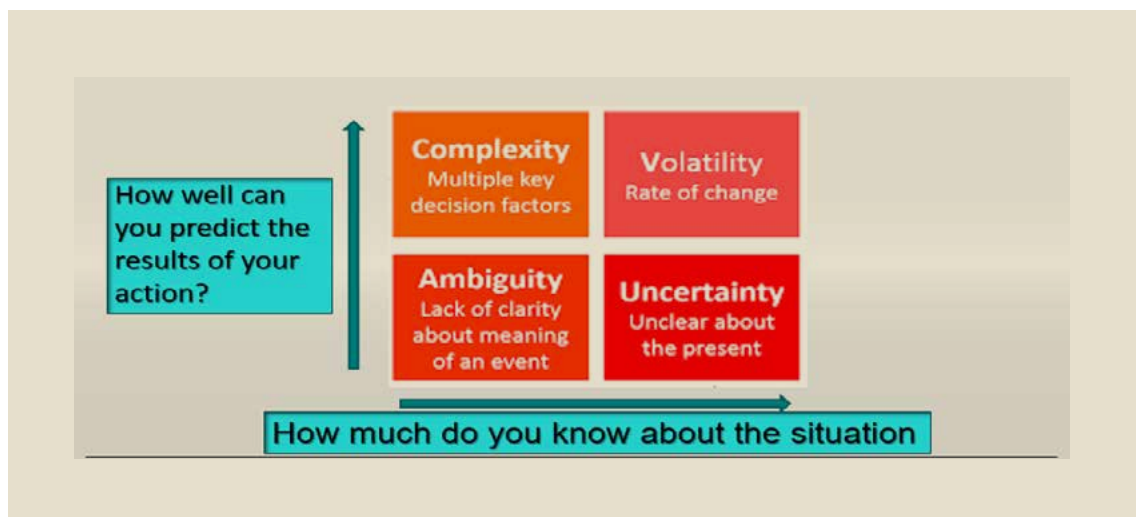 How well can
you predict the
results of your
action?
Complexity
Multiple key
decision factors
Volatility
Rate of change
Ambiguity
Lack of clarity
about meaning
of an event
Uncertainty
Unclear about
the present
How much do you know about the situation